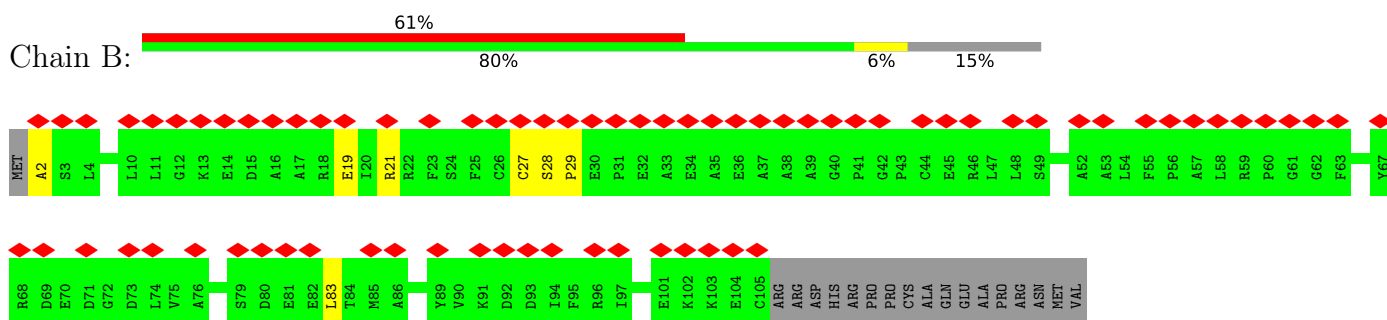 61%
Chain B:
80% 6% 15%
MET A2 S3 L4 L10 L11 G12 K13 E14 D15 A16 A17 R18 E19 I20 R21 R22 F23 S24 F25 C26 C27 S28 P29 E30 P31 E32 A33 E34 A35 E36 A37 A38 A39 G40 P41 G42 P43 C44 E45 R46 L47 L48 S49 A52 A53 L54 F55 P56 A57 L58 R59 P60 G61 G62 F63 Y67
R68 D69 E70 D71 G72 D73 L74 V75 A76 S79 D80 E81 E82 L83 T84 M85 A86 Y89 V90 K91 D92 D93 I94 F95 R96 I97 E101 K102 K103 E104 C105 ARG ARG ASP HIS ARG PRO PRO CYS ALA GLN GLU ALA PRO ARG ASN MET VAL